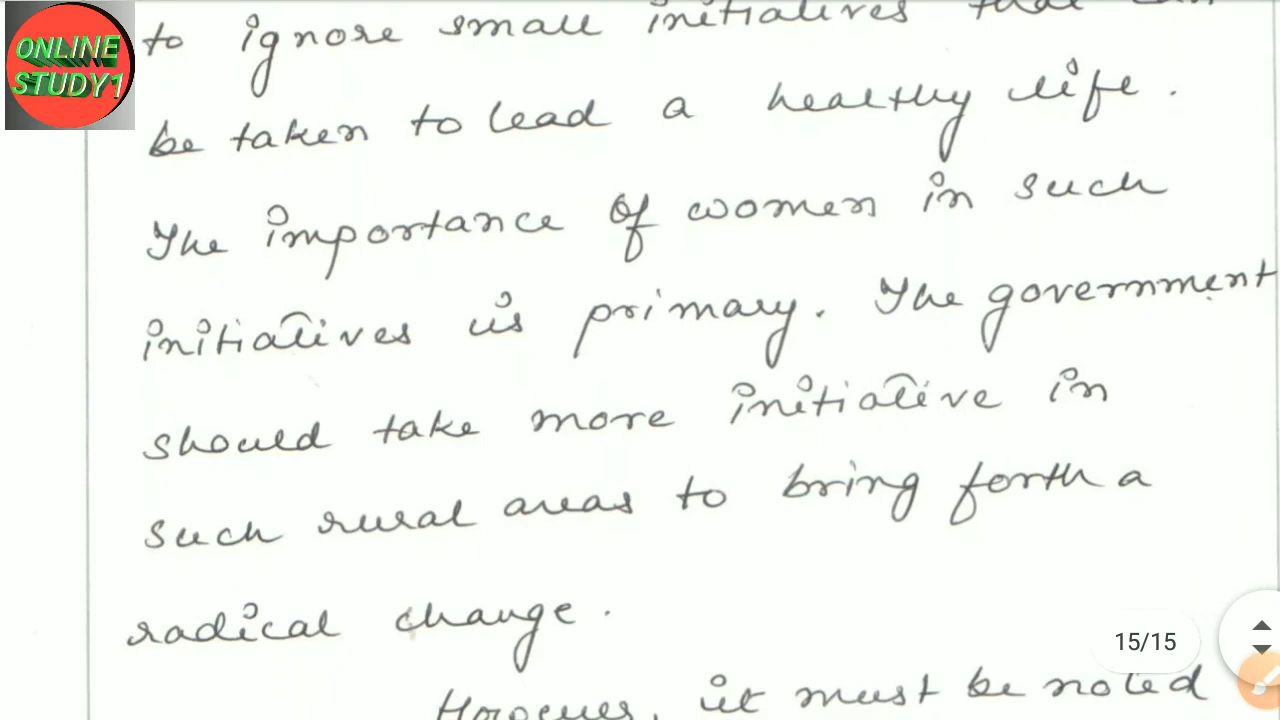 ONLINE
STUDY1
to ignore small initiatives that can
be taken to lead a healthy life.
The importance of women in such
initiatives is primary. The government
should take more initiative in
such rural areas to bring forth a
radical change.
15/15
However, it must be noted